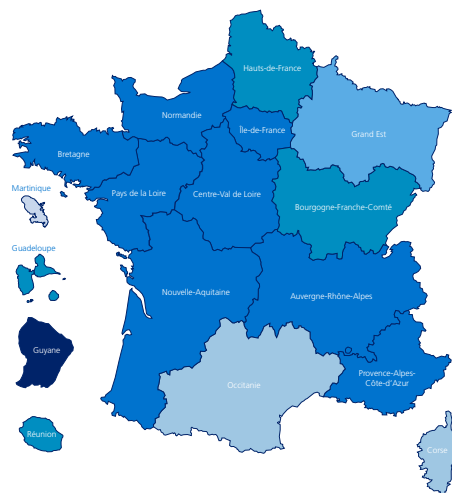 Hauts-de-France
Normandie
Île-de-France
Grand Est
Bretagne
Martinique
Pays de la Loire
Centre-Val de Loire
Bourgogne-Franche-Comté
Guadeloupe
Nouvelle-Aquitaine
Auvergne-Rhône-Alpes
Guyane
Provence-Alpes-
Côte-d'Azur
Occitanie
Réunion
Corse